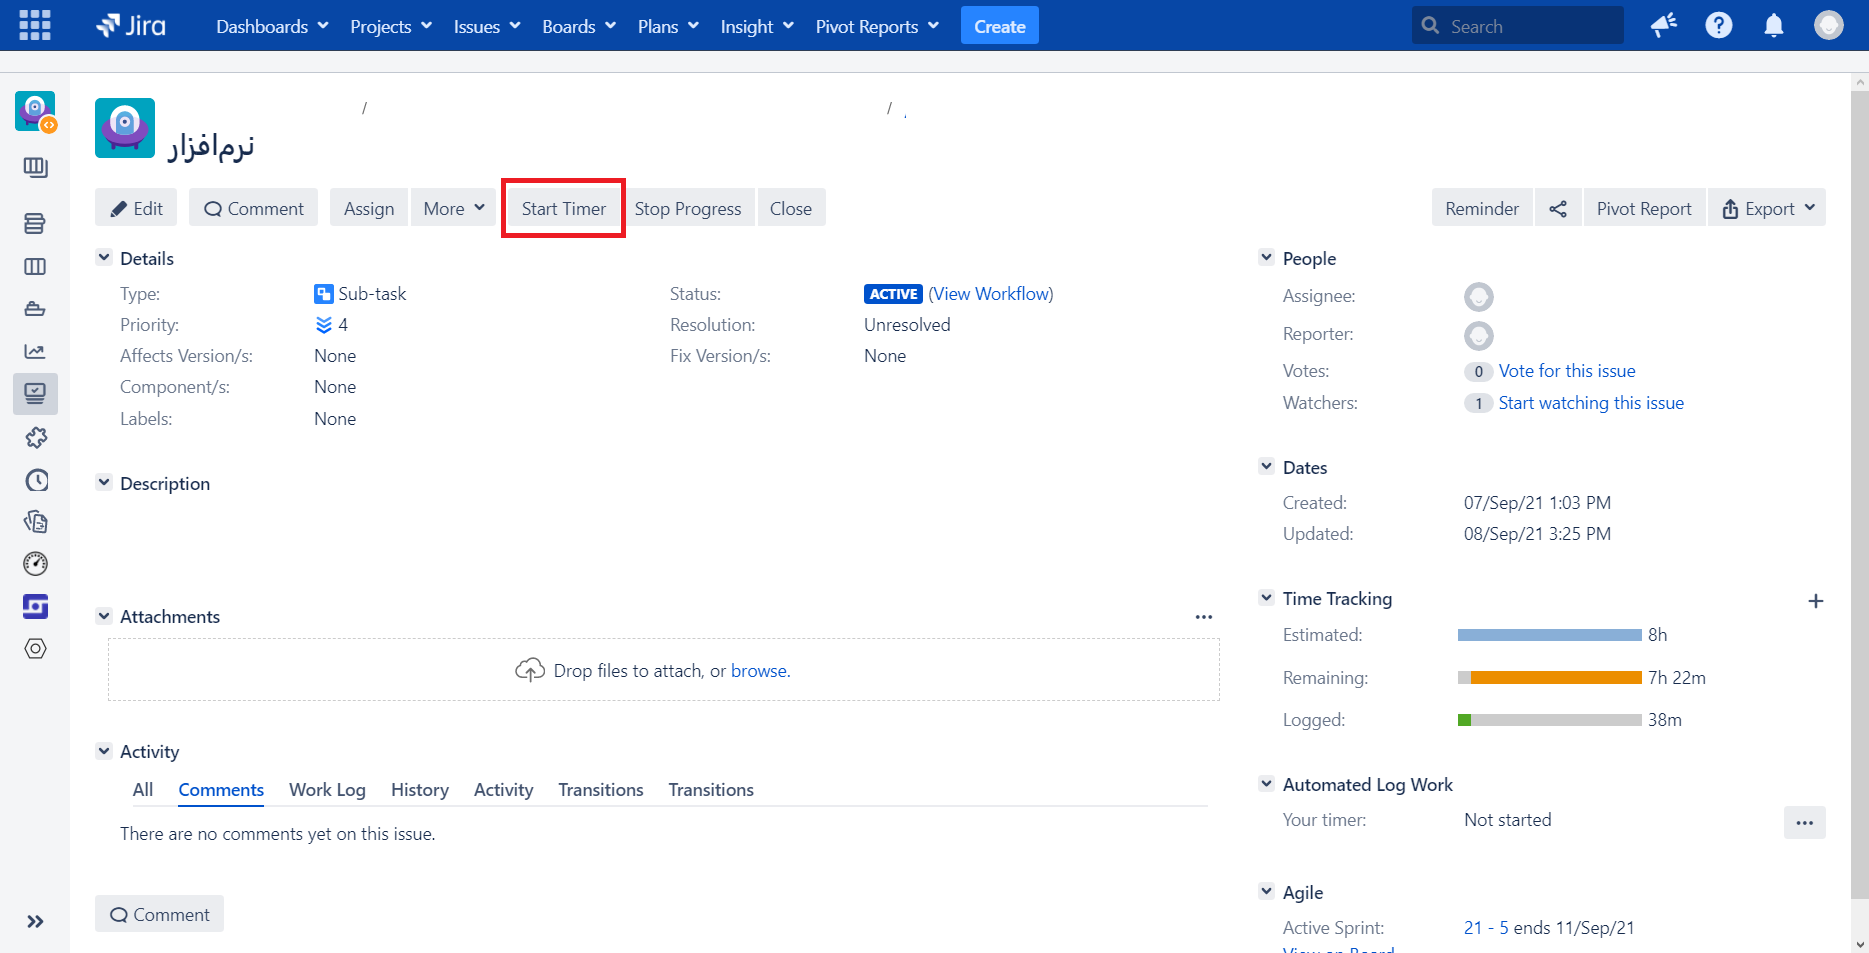 Jira Dashboards Projects Issues Boards Plans Insight Pivot Reports Create Search
/ /
نرم‌افزار
Edit Comment Assign More Start Timer Stop Progress Close Reminder Pivot Report Export
Details
Type: Sub-task
Priority: 4
Affects Version/s: None
Component/s: None
Labels: None
Status: ACTIVE (View Workflow)
Resolution: Unresolved
Fix Version/s: None
Description
Attachments
Drop files to attach, or browse.
Activity
All Comments Work Log History Activity Transitions Transitions
There are no comments yet on this issue.
Comment
People
Assignee:
Reporter:
Votes: 0 Vote for this issue
Watchers: 1 Start watching this issue
Dates
Created: 07/Sep/21 1:03 PM
Updated: 08/Sep/21 3:25 PM
Time Tracking
Estimated: 8h
Remaining: 7h 22m
Logged: 38m
Automated Log Work
Your timer: Not started
Agile
Active Sprint: 21 - 5 ends 11/Sep/21
View on Board